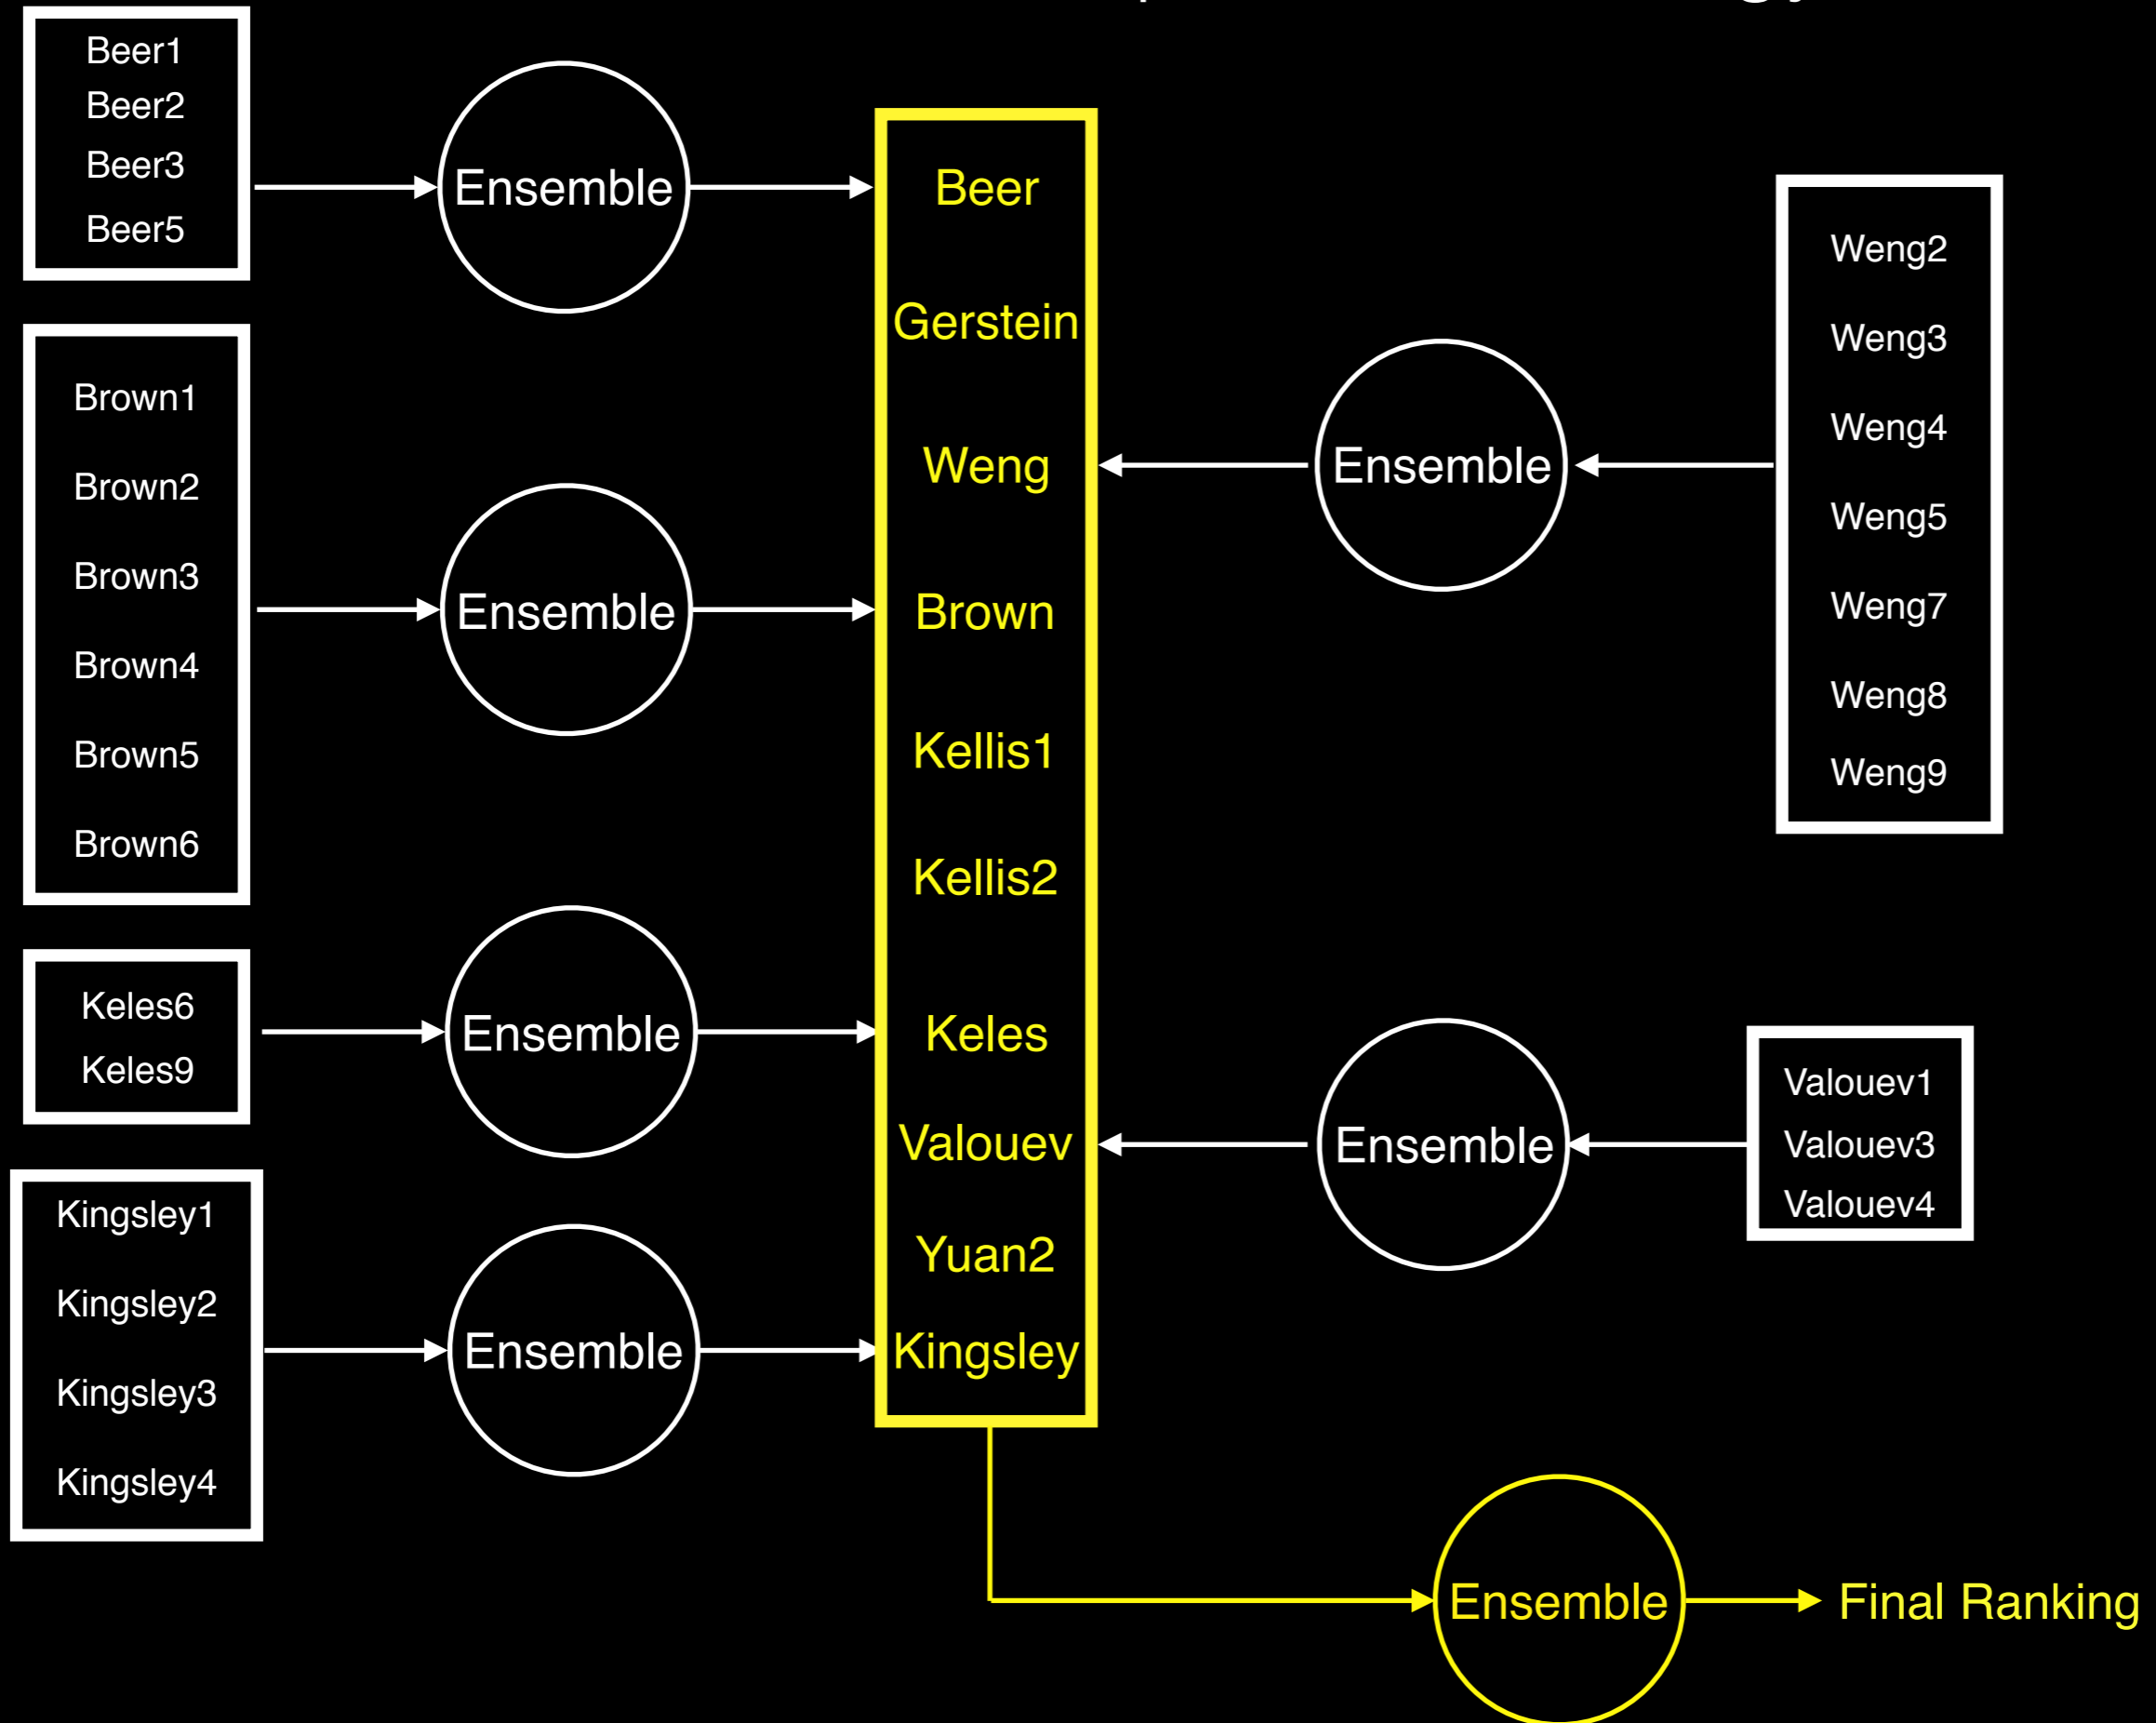 Beer1
Beer2
Beer3
Beer5
Ensemble
Brown1
Brown2
Brown3
Brown4
Brown5
Brown6
Ensemble
Keles6
Keles9
Ensemble
Kingsley1
Kingsley2
Kingsley3
Kingsley4
Ensemble
Beer
Gerstein
Weng
Brown
Kellis1
Kellis2
Keles
Valouev
Yuan2
Kingsley
Ensemble
Weng2
Weng3
Weng4
Weng5
Weng7
Weng8
Weng9
Ensemble
Valouev1
Valouev3
Valouev4
Ensemble
Final Ranking